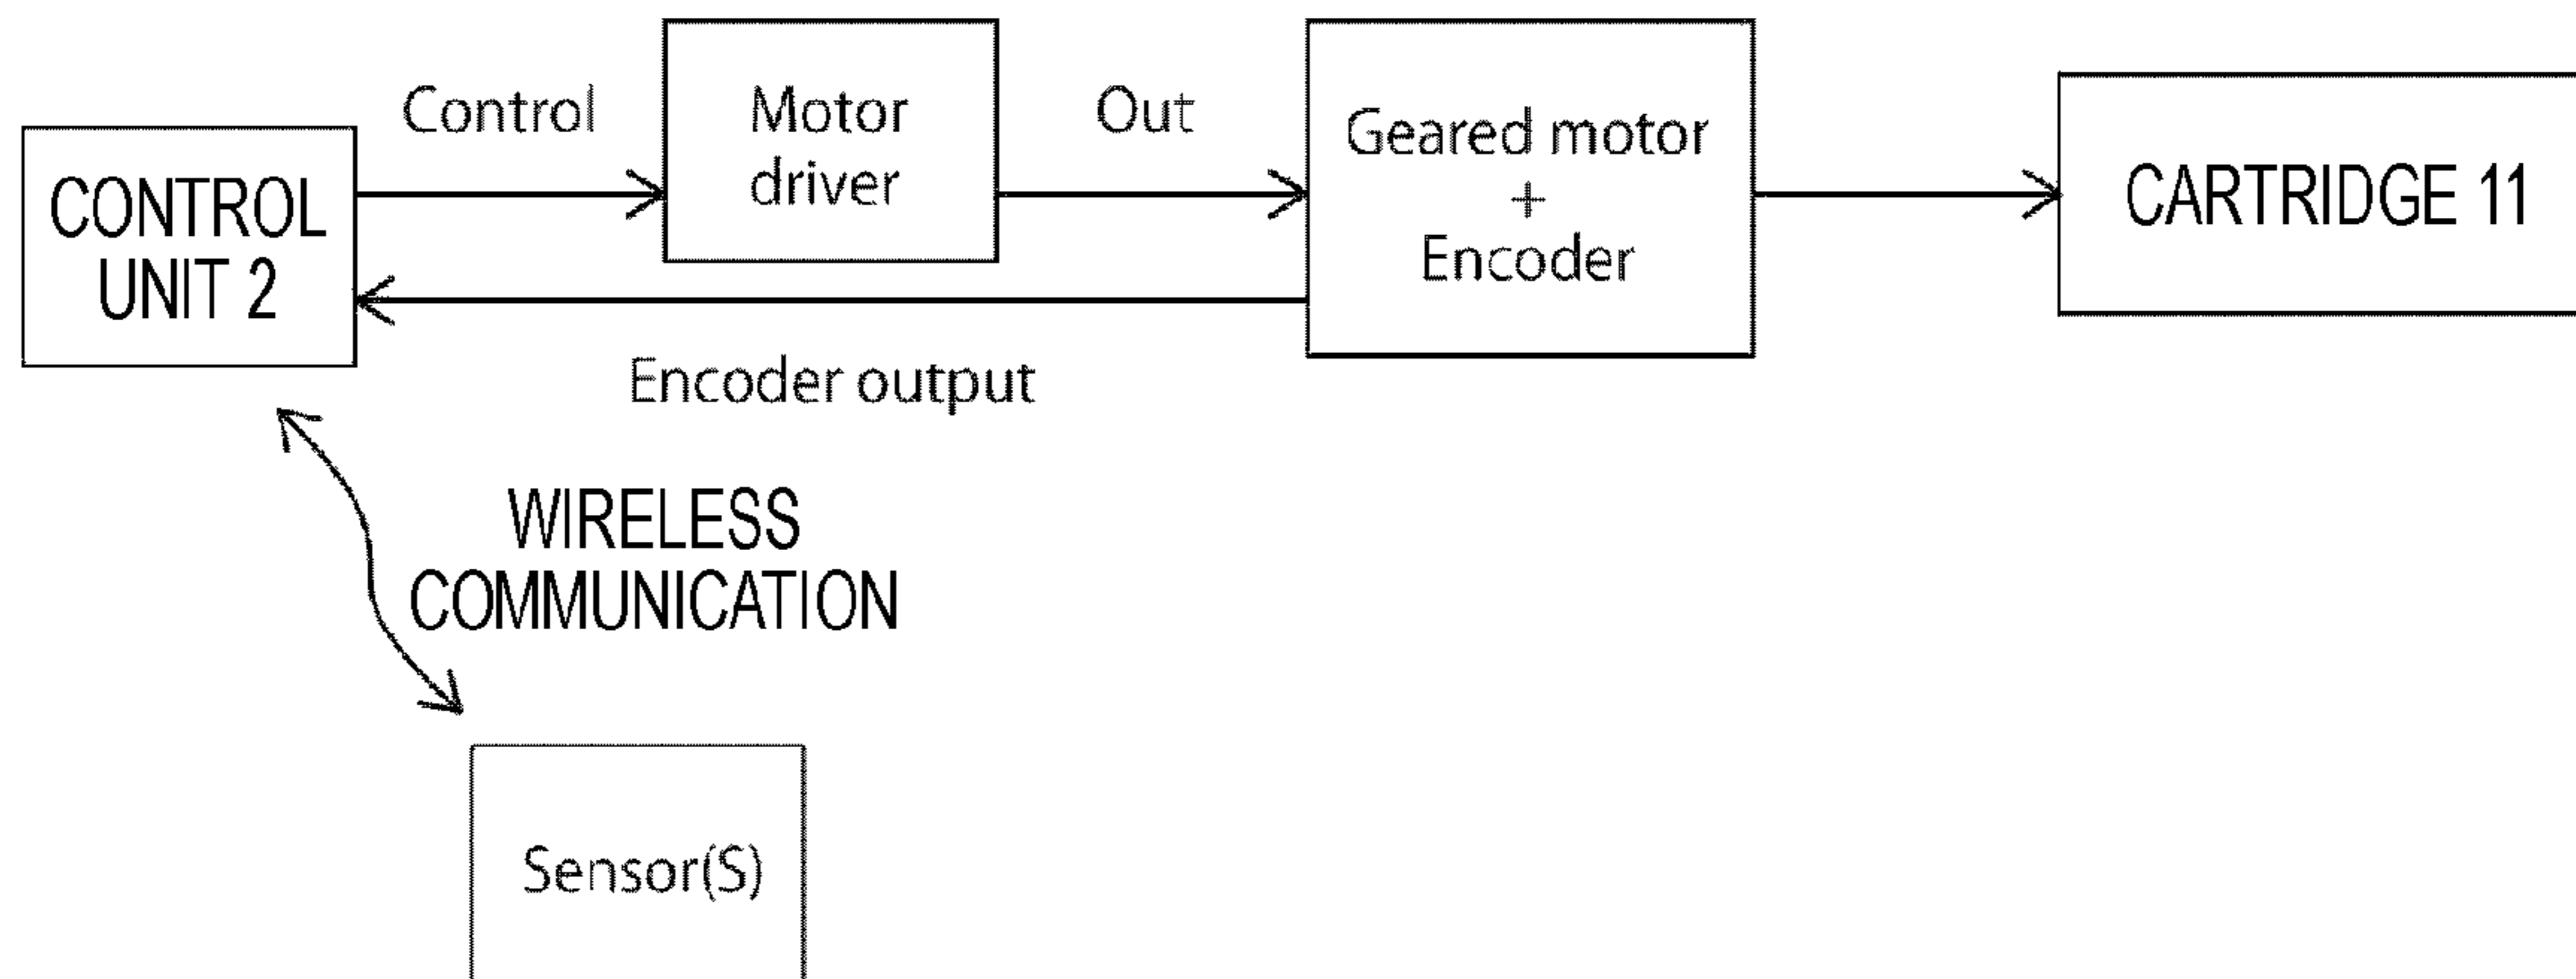 Control
Motor
driver
Out
Geared motor
+
Encoder
CONTROL
UNIT 2
CARTRIDGE 11
Encoder output
WIRELESS
COMMUNICATION
Sensor(S)